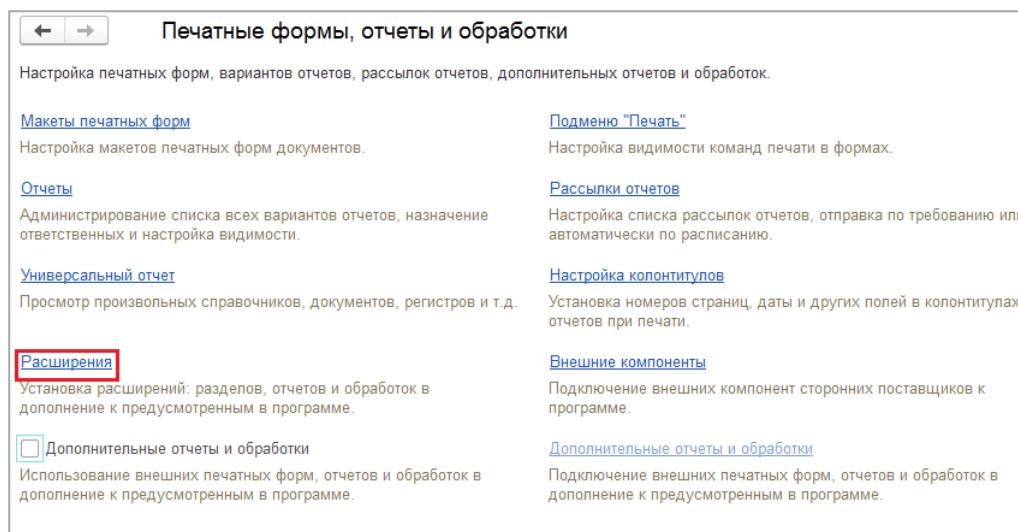 Печатные формы, отчеты и обработки
Настройка печатных форм, вариантов отчетов, рассылок отчетов, дополнительных отчетов и обработок.
Макеты печатных форм
Настройка макетов печатных форм документов.
Подменю "Печать"
Настройка видимости команд печати в формах.
Отчеты
Администрирование списка всех вариантов отчетов, назначение
ответственных и настройка видимости.
Рассылки отчетов
Настройка списка рассылок отчетов, отправка по требованию или
автоматически по расписанию.
Универсальный отчет
Просмотр произвольных справочников, документов, регистров и т.д.
Настройка колонтитулов
Установка номеров страниц, даты и других полей в колонтитулах
отчетов при печати.
Расширения
Установка расширений: разделов, отчетов и обработок в
дополнение к предусмотренным в программе.
Внешние компоненты
Подключение внешних компонент сторонних поставщиков к
программе.
Дополнительные отчеты и обработки
Использование внешних печатных форм, отчетов и обработок в
дополнение к предусмотренным в программе.
Дополнительные отчеты и обработки
Подключение внешних печатных форм, отчетов и обработок в
дополнение к предусмотренным в программе.